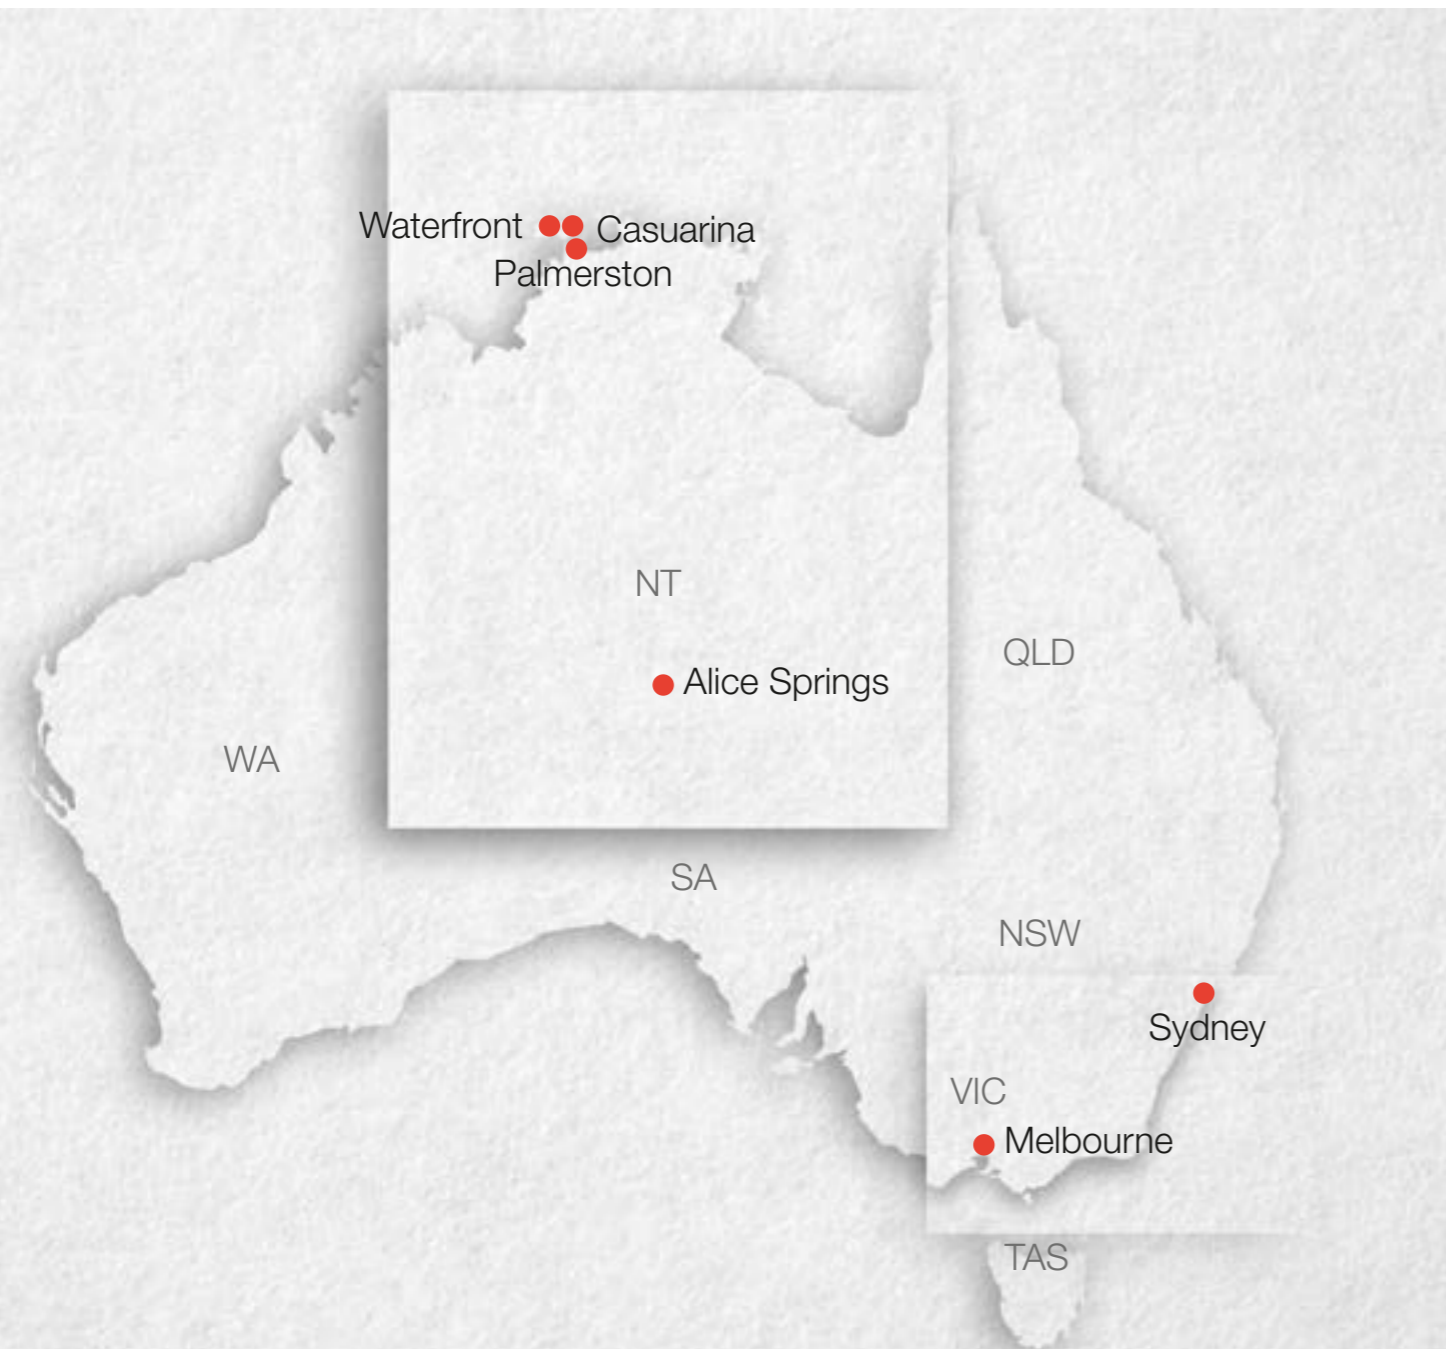 Waterfront
Casuarina
Palmerston
NT
QLD
Alice Springs
WA
SA
NSW
Sydney
VIC
Melbourne
TAS